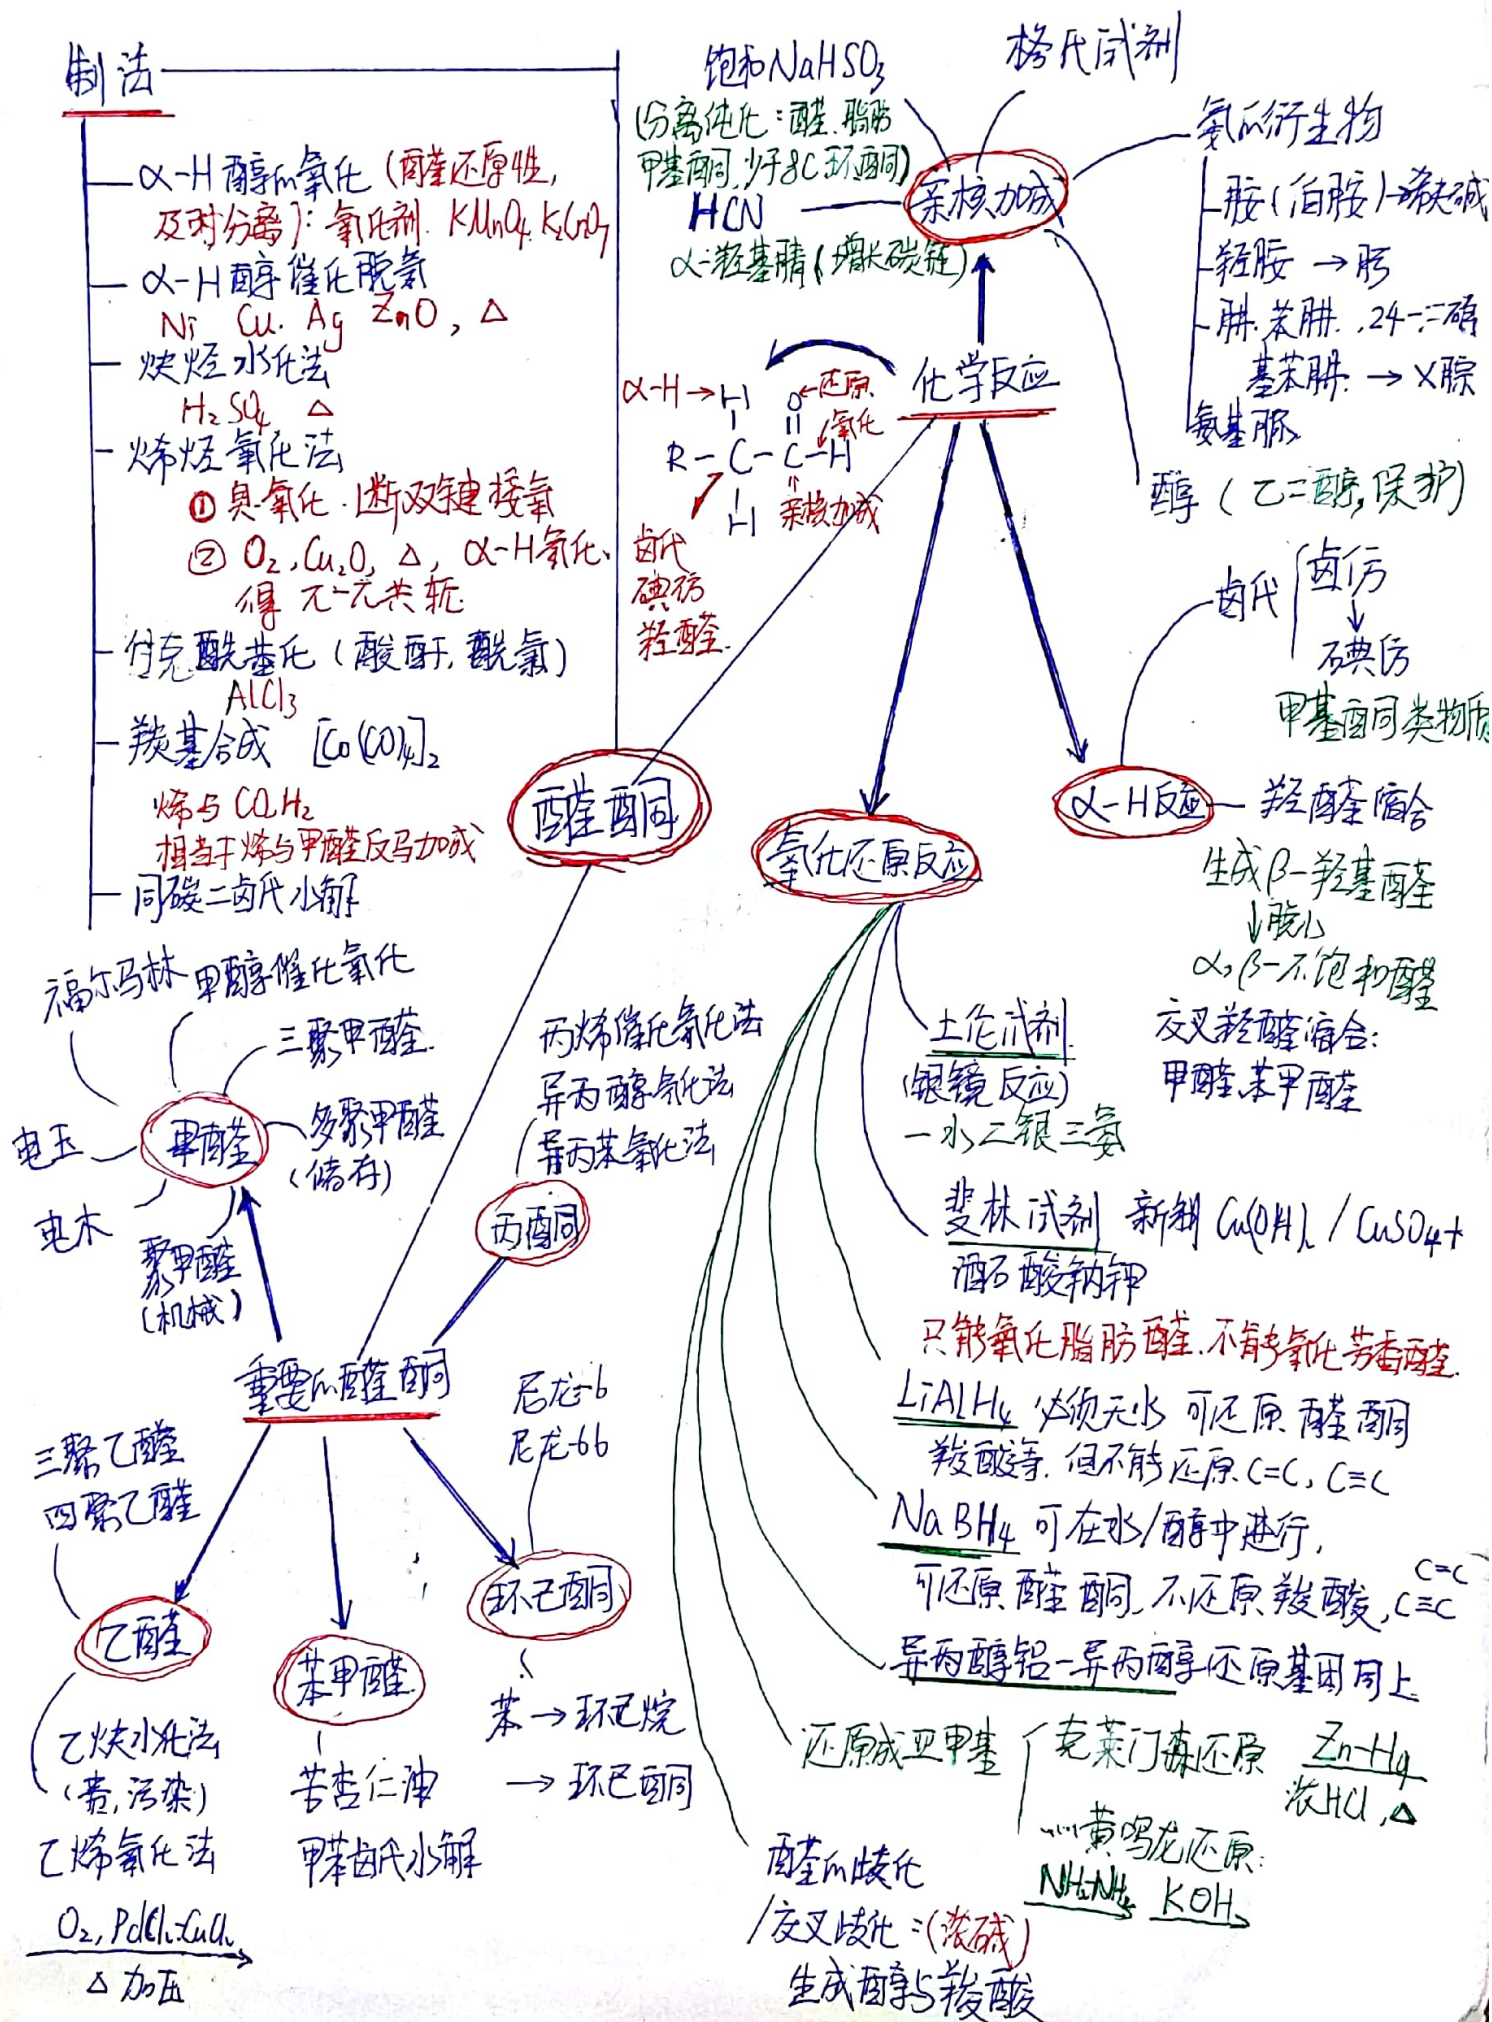 制法
α-H醇的氧化(醛还原性,
及时分离):氧化剂.KMnO₄.K₂Cr₂O₇
α-H醇催化脱氢
Ni Cu. Ag ZnO, △
炔烃水化法
H₂SO₄ △
烯烃氧化法
① 臭氧化.断双键接氧
② O₂,Cu₂O, △, α-H氧化、
得 π-π共轭
付克酰基化(酸酐,酰氯)
AlCl₃
羰基合成 [Co(CO)₄]₂
烯与CO,H₂
相当于烯与甲醛反马加成
同碳二卤代水解
饱和NaHSO₃
(分离纯化:醛.脂肪
甲基酮,少于8C环酮)
HCN
α-羟基腈(增长碳链)
格氏试剂
亲核加成
氨的衍生物
胺(伯胺)→希夫碱
羟胺→肟
肼.苯肼.,24-二硝
基苯肼.→X腙
氨基脲
醇(乙二醇,保护)
化学反应
α-H→H
O←还原
氧化
R-C-C-H
H
亲核加成
卤代
碘仿
羟醛.
醛酮
氧化还原反应
α-H反应
卤代
卤仿
↓
碘仿
甲基酮类物质
羟醛缩合
生成β-羟基醛
↓脱水
α,β-不饱和醛
交叉羟醛缩合:
甲醛.苯甲醛
土伦试剂
(银镜反应)
一水二银三氨
斐林试剂 新制Cu(OH)₂/CuSO₄+
酒石酸钠钾
只能氧化脂肪醛.不能氧化芳香醛.
LiAlH₄ 必须无水 可还原醛酮
羧酸等.但不能还原C=C,C≡C
NaBH₄可在水/醇中进行,
可还原醛酮.不还原羧酸,C≡C
C=C
异丙醇铝-异丙醇还原基团同上
还原成亚甲基
克莱门森还原 Zn-Hg
浓HCl,△
……黄鸣龙还原:
NH₂NH₂ KOH
醛的歧化
/交叉歧化:(浓碱)
生成醇与羧酸
福尔马林
甲醇催化氧化
三聚甲醛.
多聚甲醛
(储存)
甲醛
电玉
电木
聚甲醛
(机械)
丙烯催化氧化法
异丙醇氧化法
异丙苯氧化法
丙酮
重要的醛酮
尼龙-6
尼龙-66
环己酮
苯→环己烷
→环己酮
三聚乙醛
四聚乙醛
乙醛
乙炔水化法
(贵,污染)
乙烯氧化法
O₂,PdCl₂-CuCl₂
△加压
苯甲醛
苦杏仁油
甲苯卤代水解